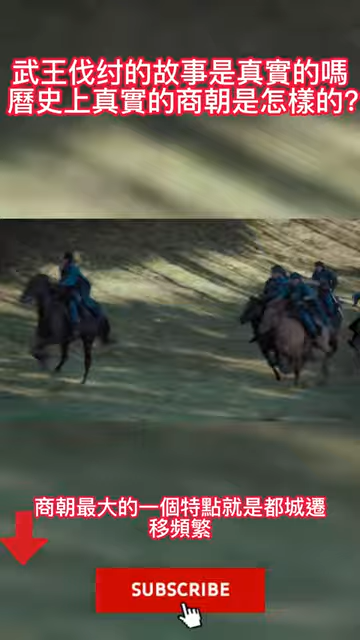 武王伐纣的故事是真實的嗎
曆史上真實的商朝是怎樣的?
商朝最大的一個特點就是都城遷
移頻繁
SUBSCRIBE